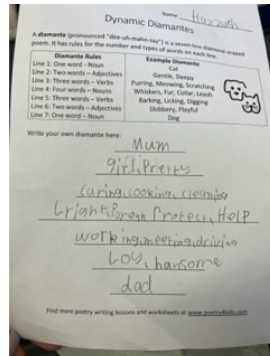 Name Hannah
Dynamic Diamantes
A diamante (pronounced "dee-uh-mahn-tay") is a seven-line diamond-shaped
poem. It has rules for the number and types of words on each line.
Diamante Rules
Line 1: One word - Noun
Line 2: Two words – Adjectives
Line 3: Three words – Verbs
Line 4: Four words – Nouns
Line 5: Three words – Verbs
Line 6: Two words – Adjectives
Line 7: One word - Noun
Example Diamante
Cat
Gentle, Sleepy
Purring, Meowing, Scratching
Whiskers, Fur, Collar, Leash
Barking, Licking, Digging
Slobbery, Playful
Dog
Write your own diamante here:
Mum
girl, Pretty
caring, cooking, cleaning
bright, Parent, Protect, Help
working, meeting, driving
boy, hansome
dad
Find more poetry writing lessons and worksheets at www.poetry4kids.com